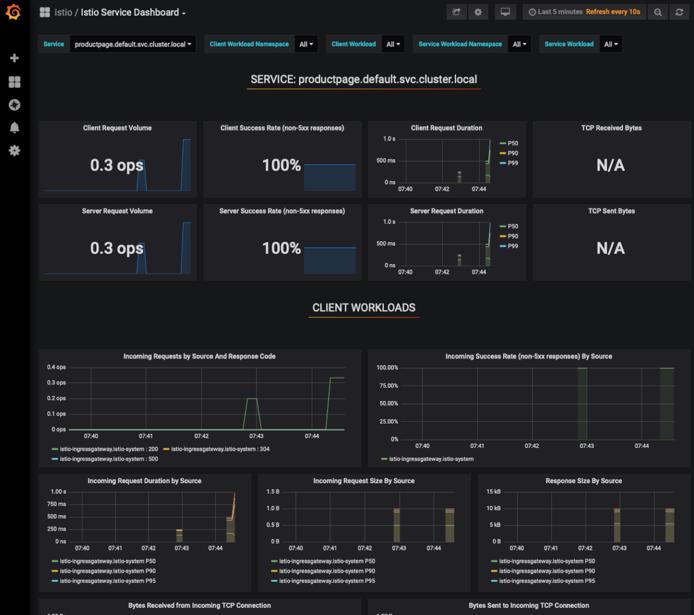 istio / Istio Service Dashboard
Last 5 minutes Refresh every 10s
Service productpage.default.svc.cluster.local Client Workload Namespace All Client Workload All Service Workload Namespace All Service Workload All
SERVICE: productpage.default.svc.cluster.local
Client Request Volume
0.3 ops
Client Success Rate (non-5xx responses)
100%
Client Request Duration
1.0 s
500 ms
0 ns
07:40 07:42 07:44
P50
P90
P99
TCP Received Bytes
N/A
Server Request Volume
0.3 ops
Server Success Rate (non-5xx responses)
100%
Server Request Duration
1.0 s
500 ms
0 ns
07:40 07:42 07:44
P50
P90
P99
TCP Sent Bytes
N/A
CLIENT WORKLOADS
Incoming Requests by Source And Response Code
0.4 ops
0.3 ops
0.2 ops
0.1 ops
0 ops
07:40 07:41 07:42 07:43 07:44
istio-ingressgateway.istio-system : 200 istio-ingressgateway.istio-system : 304
istio-ingressgateway.istio-system : 500
Incoming Success Rate (non-5xx responses) By Source
100.00%
75.00%
50.00%
25.00%
0%
07:40 07:41 07:42 07:43 07:44
istio-ingressgateway.istio-system
Incoming Request Duration by Source
1.00 s
750 ms
500 ms
250 ms
0 ns
07:40 07:41 07:42 07:43 07:44
istio-ingressgateway.istio-system P50
istio-ingressgateway.istio-system P90
istio-ingressgateway.istio-system P95
Incoming Request Size By Source
1.5 B
1.0 B
0.5 B
0 B
07:40 07:41 07:42 07:43 07:44
istio-ingressgateway.istio-system P50
istio-ingressgateway.istio-system P90
istio-ingressgateway.istio-system P95
Response Size By Source
15 kB
10 kB
5 kB
0 B
07:40 07:41 07:42 07:43 07:44
istio-ingressgateway.istio-system P50
istio-ingressgateway.istio-system P90
istio-ingressgateway.istio-system P95
Bytes Received from Incoming TCP Connection
Bytes Sent to Incoming TCP Connection